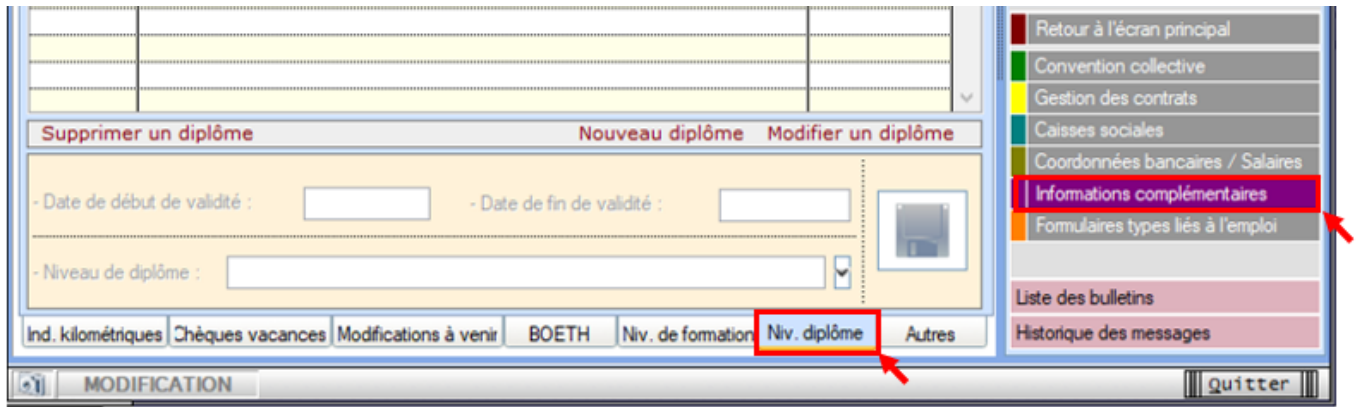 Supprimer un diplôme Nouveau diplôme Modifier un diplôme
- Date de début de validité : - Date de fin de validité :
- Niveau de diplôme :
Ind. kilométriques Chèques vacances Modifications à venir BOETH Niv. de formation Niv. diplôme Autres
Retour à l'écran principal
Convention collective
Gestion des contrats
Caisses sociales
Coordonnées bancaires / Salaires
Informations complémentaires
Formulaires types liés à l'emploi
Liste des bulletins
Historique des messages
MODIFICATION Quitter